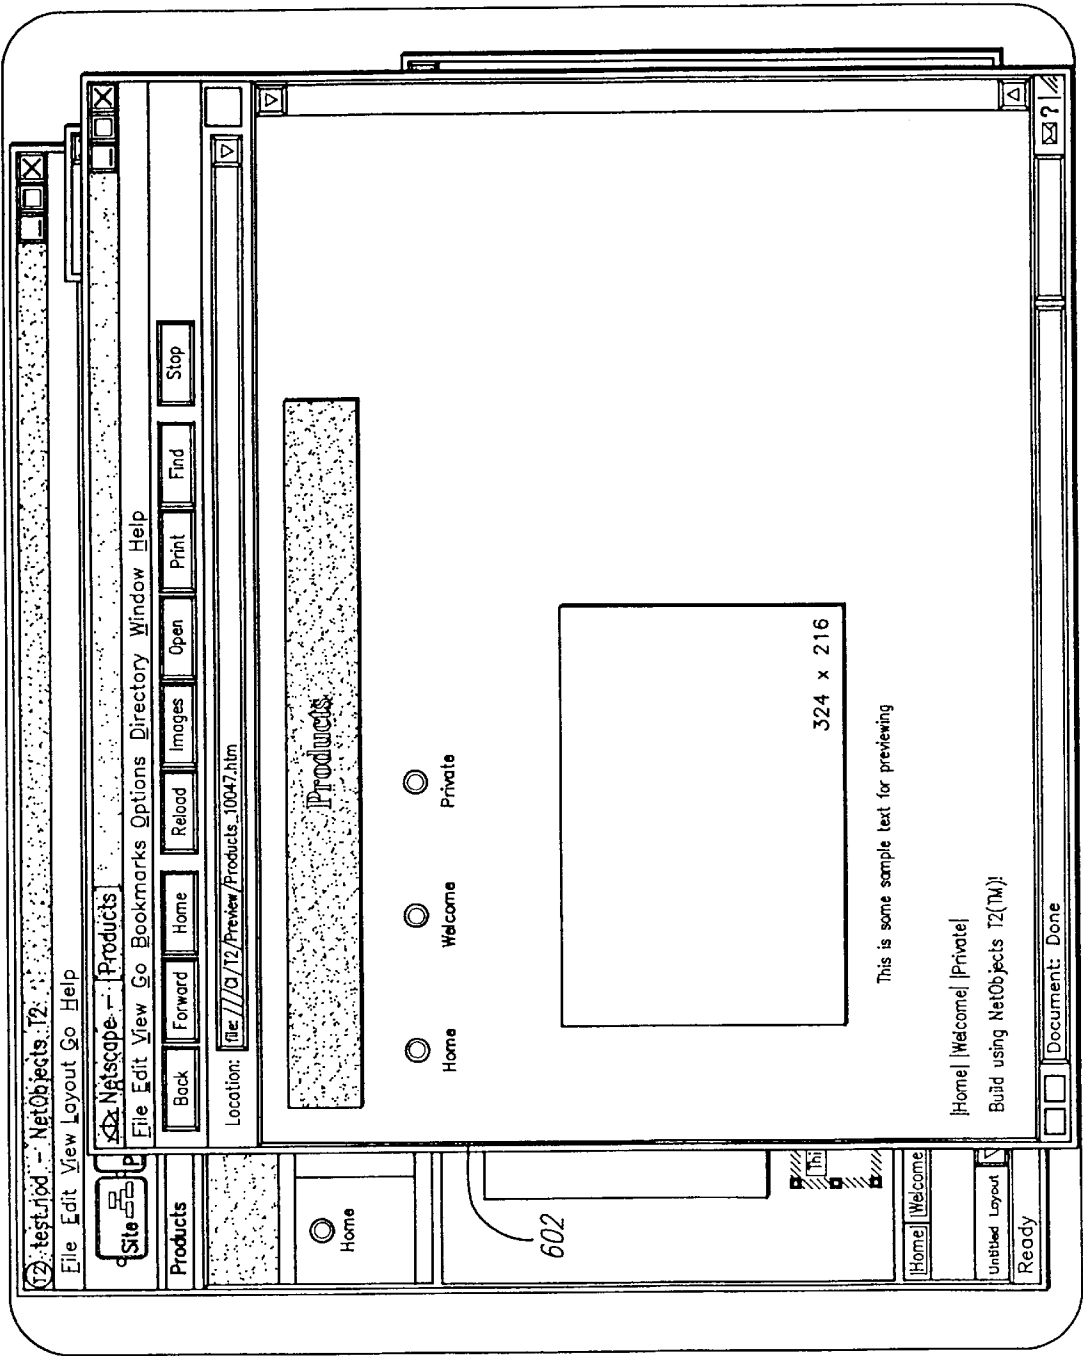 T2 test.nod - NetObjects T2
File Edit View Layout Go Help
Netscape - [Products]
File Edit View Go Bookmarks Options Directory Window Help
Back Forward Home Reload Images Open Print Find Stop
Location: file:///C|/T2/Preview/Products_10047.htm
Site P
Products
Products
Home Welcome Private
Home
324 x 216
This is some sample text for previewing
Thi
602
[Home] [Welcome] [Private]
Build using NetObjects T2(TM)!
[Home] [Welcome
Document: Done
?
Untitled Layout
Ready